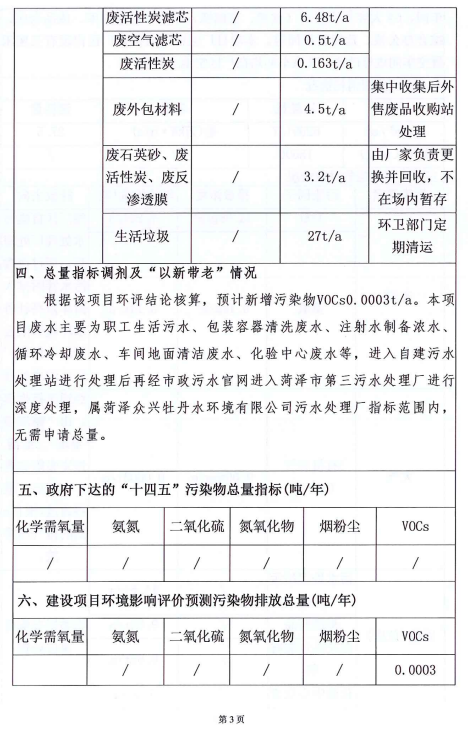 废活性炭滤芯 / 6.48t/a
废空气滤芯 / 0.5t/a
废活性炭 / 0.163t/a
废外包材料 / 4.5t/a 集中收集后外
售废品收购站
处理
废石英砂、废
活性炭、废反
渗透膜 / 3.2t/a 由厂家负责更
换并回收，不
在场内暂存
生活垃圾 / 27t/a 环卫部门定
期清运
四、总量指标调剂及“以新带老”情况
根据该项目环评结论核算，预计新增污染物VOCs0.0003t/a。本项
目废水主要为职工生活污水、包装容器清洗废水、注射水制备浓水、
循环冷却废水、车间地面清洁废水、化验中心废水等，进入自建污水
处理站进行处理后再经市政污水官网进入菏泽市第三污水处理厂进行
深度处理，属菏泽众兴牡丹水环境有限公司污水处理厂指标范围内，
无需申请总量。
五、政府下达的“十四五”污染物总量指标(吨/年)
化学需氧量 氨氮 二氧化硫 氮氧化物 烟粉尘 VOCs
/ / / / / /
六、建设项目环境影响评价预测污染物排放总量(吨/年)
化学需氧量 氨氮 二氧化硫 氮氧化物 烟粉尘 VOCs
/ / / / 0.0003
第 3 页